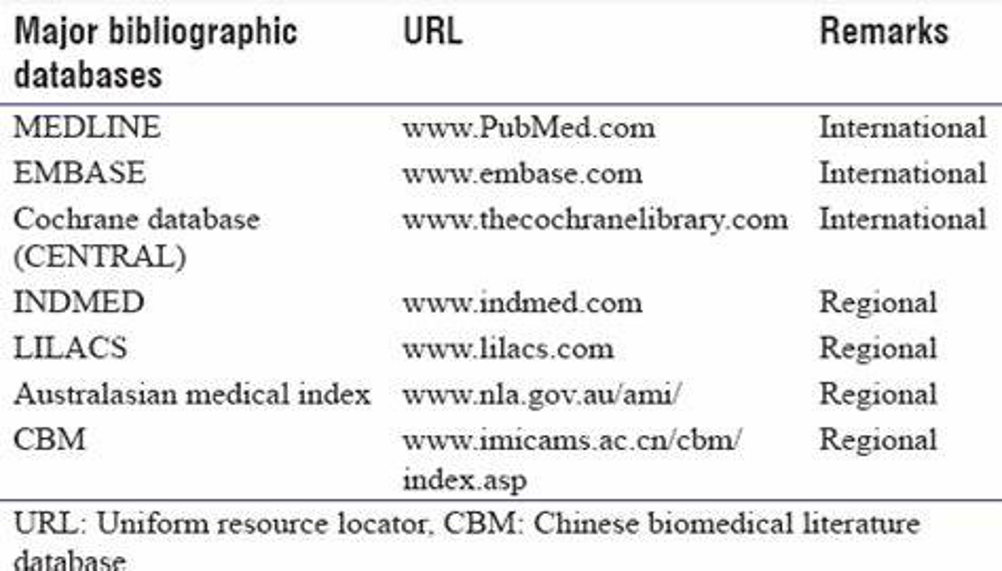 Major bibliographic databases URL Remarks
MEDLINE www.PubMed.com International
EMBASE www.embase.com International
Cochrane database (CENTRAL) www.thecochranelibrary.com International
INDMED www.indmed.com Regional
LILACS www.lilacs.com Regional
Australasian medical index www.nla.gov.au/ami/ Regional
CBM www.imicams.ac.cn/cbm/index.asp Regional
URL: Uniform resource locator, CBM: Chinese biomedical literature
database